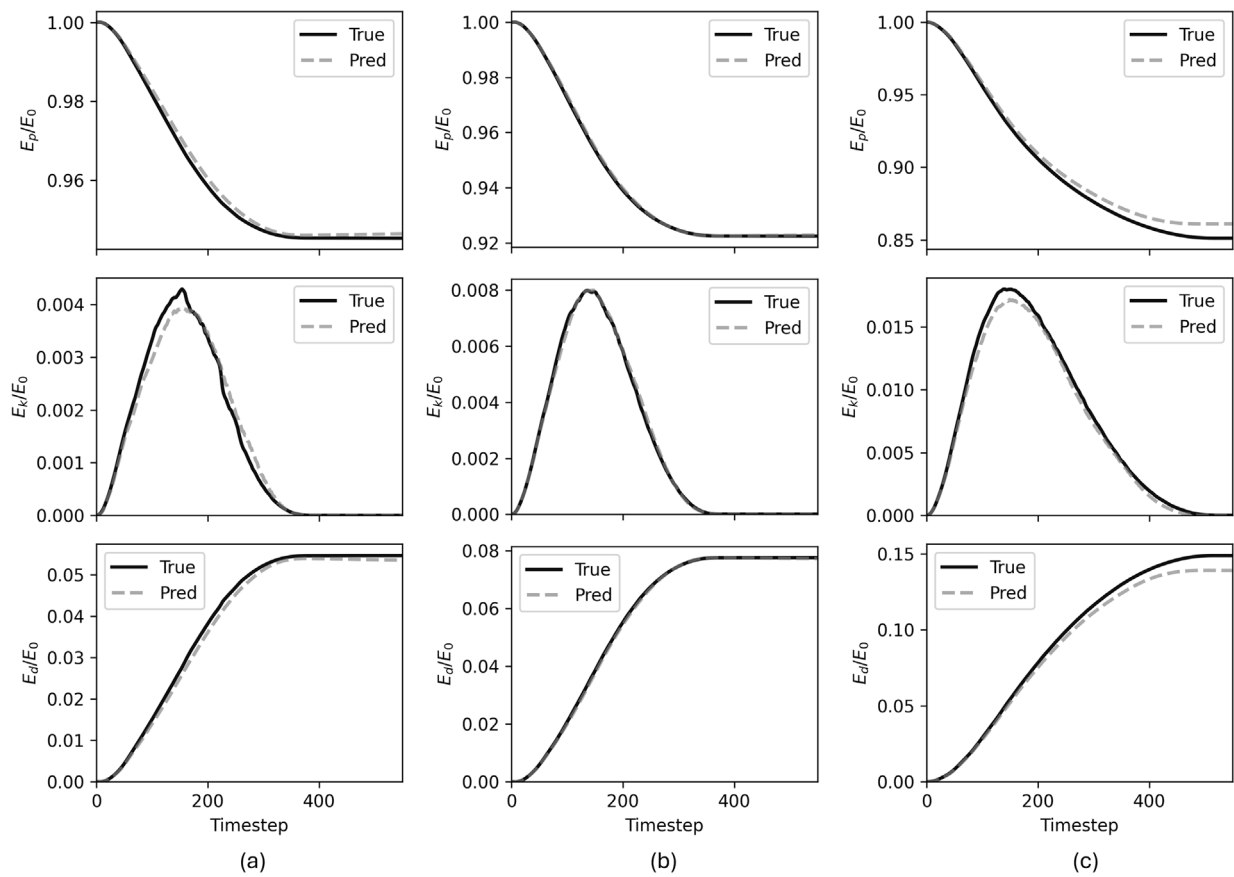 1.00
0.98
0.96
E_p/E_0
True
Pred
1.00
0.98
0.96
0.94
0.92
E_p/E_0
True
Pred
1.00
0.95
0.90
0.85
E_p/E_0
True
Pred
0.004
0.003
0.002
0.001
0.000
E_k/E_0
True
Pred
0.008
0.006
0.004
0.002
0.000
E_k/E_0
True
Pred
0.015
0.010
0.005
0.000
E_k/E_0
True
Pred
0.05
0.04
0.03
0.02
0.01
0.00
E_d/E_0
True
Pred
0 200 400
Timestep
0.08
0.06
0.04
0.02
0.00
E_d/E_0
True
Pred
0 200 400
Timestep
0.15
0.10
0.05
0.00
E_d/E_0
True
Pred
0 200 400
Timestep
(a) (b) (c)